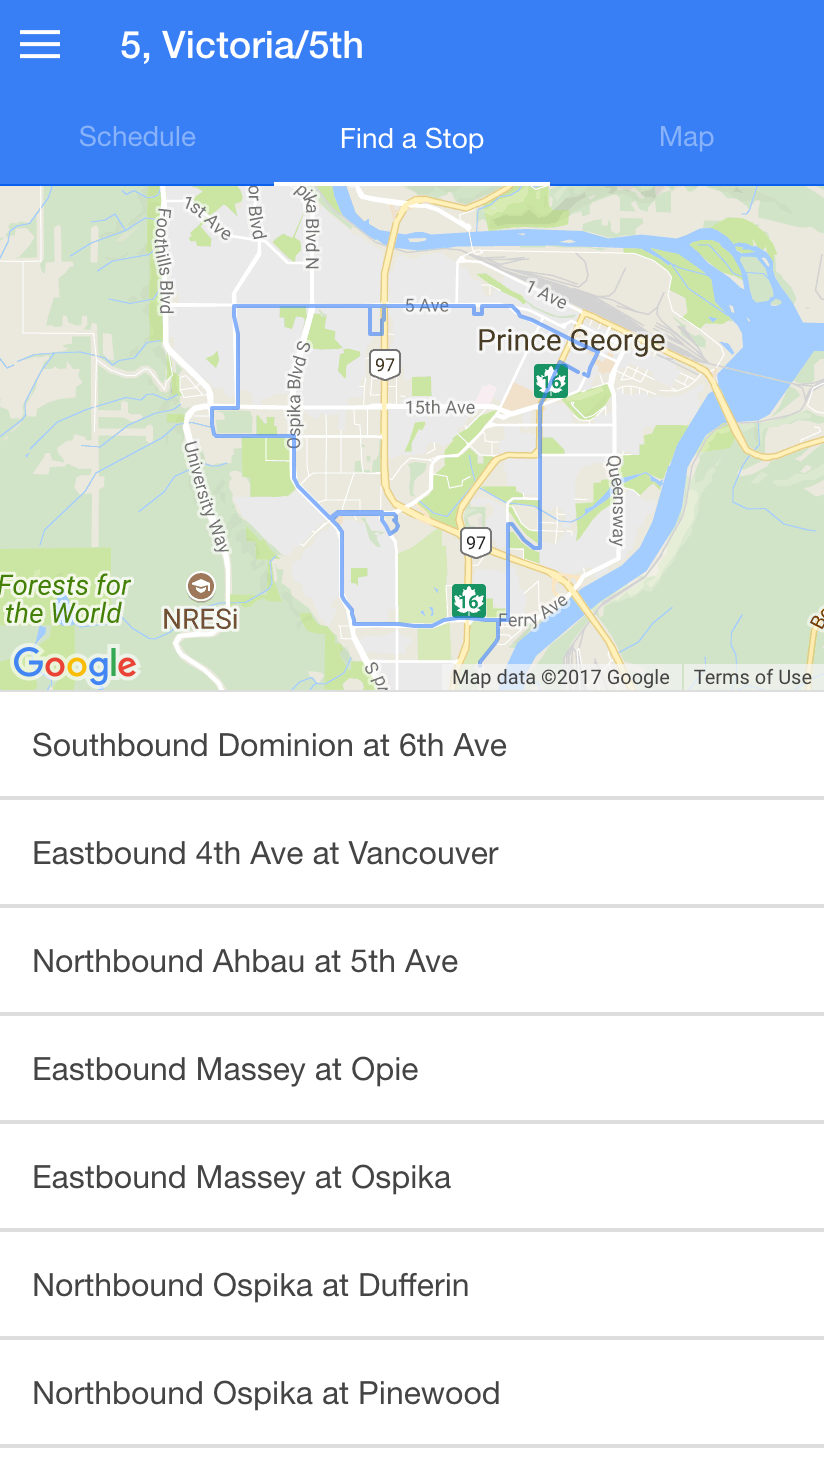 5, Victoria/5th
Schedule
Find a Stop
Map
Foothills Blvd
1st Ave
or Blvd
pika Blvd N
5 Ave
1 Ave
Prince George
97
16
Ospika Blvd S
15th Ave
University Way
Queensway
97
16
Forests for
the World
NRESi
Ferry Ave
Google
S pr
Map data ©2017 Google
Terms of Use
Southbound Dominion at 6th Ave
Eastbound 4th Ave at Vancouver
Northbound Ahbau at 5th Ave
Eastbound Massey at Opie
Eastbound Massey at Ospika
Northbound Ospika at Dufferin
Northbound Ospika at Pinewood